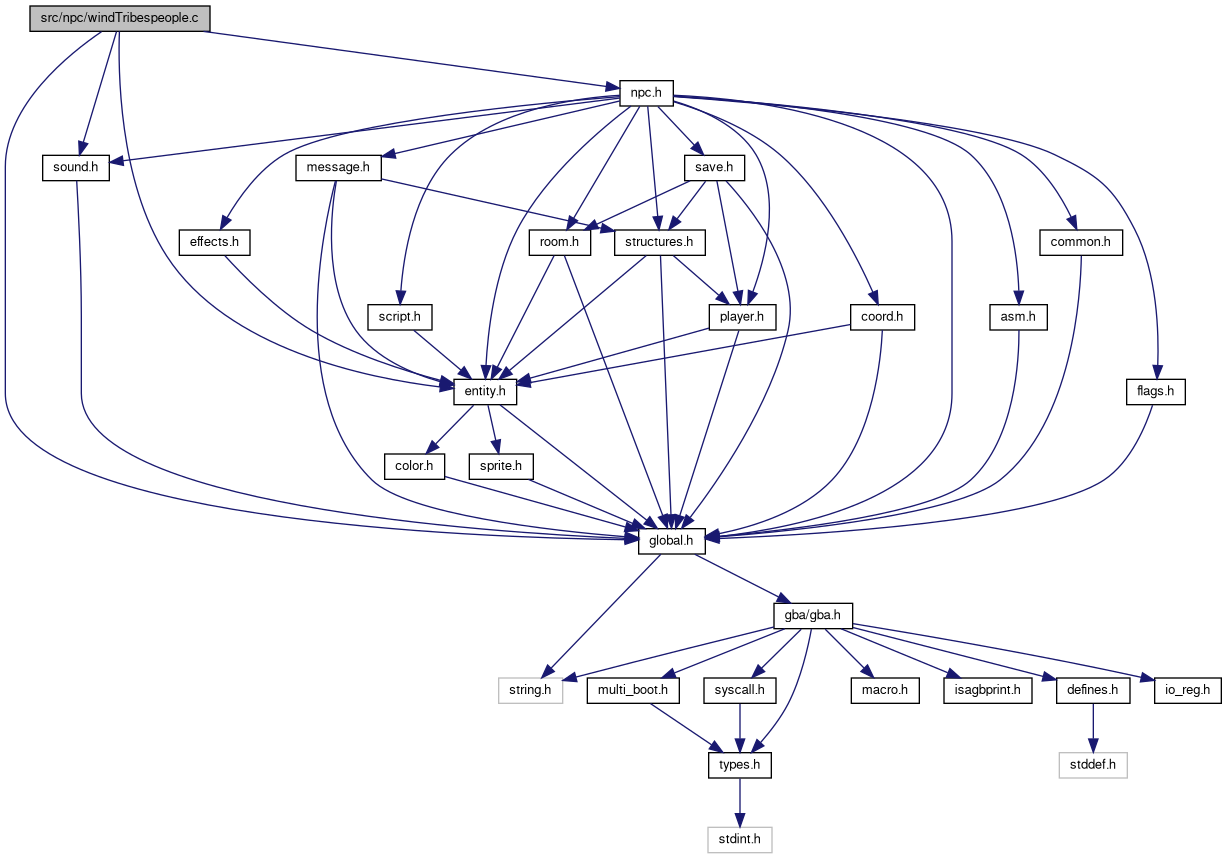 src/npc/windTribespeople.c
npc.h
sound.h
message.h
save.h
effects.h
room.h
structures.h
common.h
script.h
player.h
coord.h
asm.h
entity.h
flags.h
color.h
sprite.h
global.h
gba/gba.h
string.h
multi_boot.h
syscall.h
macro.h
isagbprint.h
defines.h
io_reg.h
types.h
stddef.h
stdint.h